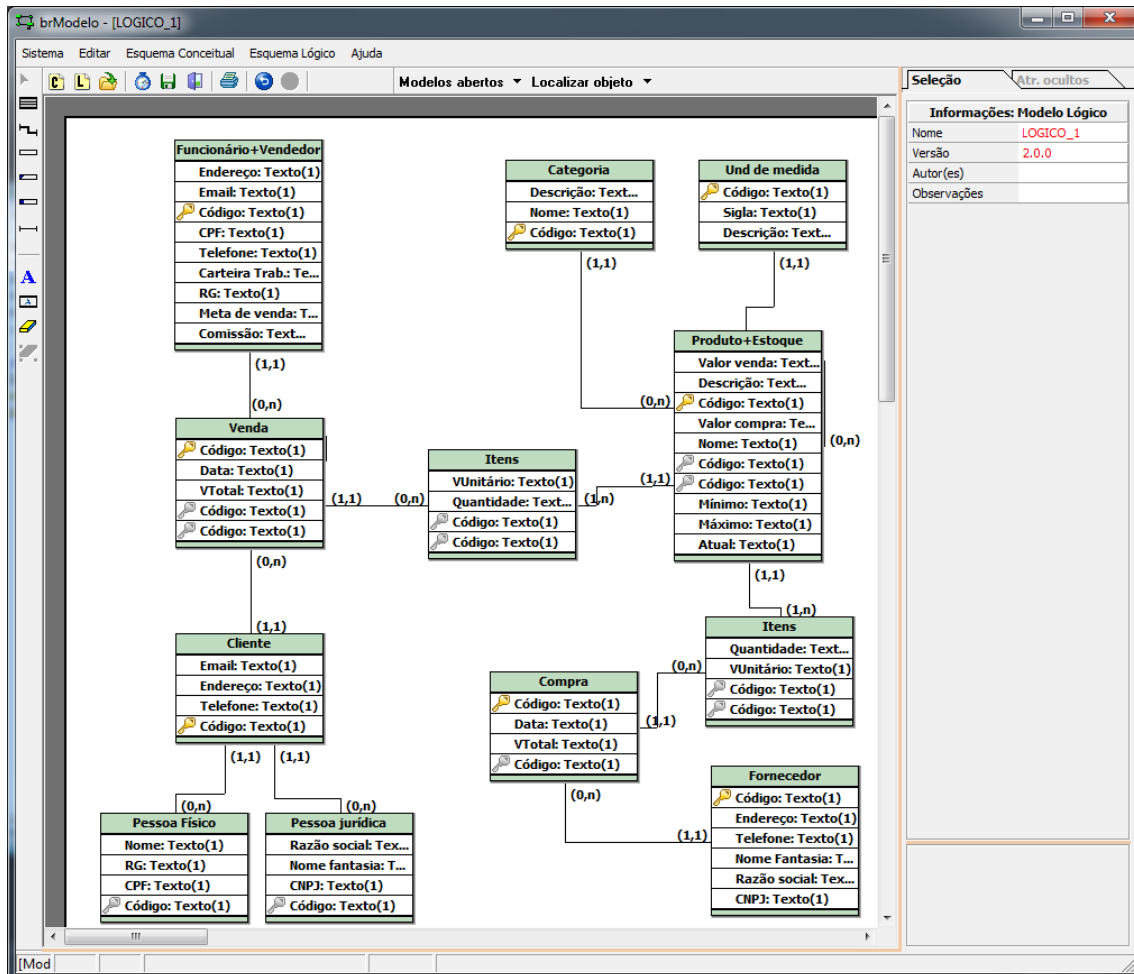 brModelo - [LOGICO_1]
Sistema Editar Esquema Conceitual Esquema Lógico Ajuda
C L Modelos abertos Localizar objeto
Seleção Atr. ocultos
Informações: Modelo Lógico
Nome LOGICO_1
Versão 2.0.0
Autor(es)
Observações
A
A
Funcionário+Vendedor
Endereço: Texto(1)
Email: Texto(1)
Código: Texto(1)
CPF: Texto(1)
Telefone: Texto(1)
Carteira Trab.: Te...
RG: Texto(1)
Meta de venda: T...
Comissão: Text...
(1,1)
(0,n)
Categoria
Descrição: Text...
Nome: Texto(1)
Código: Texto(1)
(1,1)
(0,n)
Und de medida
Código: Texto(1)
Sigla: Texto(1)
Descrição: Text...
(1,1)
Produto+Estoque
Valor venda: Text...
Descrição: Text...
Código: Texto(1)
Valor compra: Te...
Nome: Texto(1)
Código: Texto(1)
Código: Texto(1)
Mínimo: Texto(1)
Máximo: Texto(1)
Atual: Texto(1)
(0,n)
(1,1)
(1,1)
(1,n)
Venda
Código: Texto(1)
Data: Texto(1)
VTotal: Texto(1)
Código: Texto(1)
Código: Texto(1)
(1,1)
(0,n)
(0,n)
(1,1)
Itens
VUnitário: Texto(1)
Quantidade: Text...
Código: Texto(1)
Código: Texto(1)
(1,n)
Cliente
Email: Texto(1)
Endereço: Texto(1)
Telefone: Texto(1)
Código: Texto(1)
(1,1) (1,1)
(0,n) (0,n)
Itens
Quantidade: Text...
VUnitário: Texto(1)
Código: Texto(1)
Código: Texto(1)
(0,n)
(1,1)
Compra
Código: Texto(1)
Data: Texto(1)
VTotal: Texto(1)
Código: Texto(1)
(0,n)
(1,1)
Fornecedor
Código: Texto(1)
Endereço: Texto(1)
Telefone: Texto(1)
Nome Fantasia: T...
Razão social: Tex...
CNPJ: Texto(1)
Pessoa Físico
Nome: Texto(1)
RG: Texto(1)
CPF: Texto(1)
Código: Texto(1)
Pessoa jurídica
Razão social: Tex...
Nome fantasia: T...
CNPJ: Texto(1)
Código: Texto(1)
[Mod